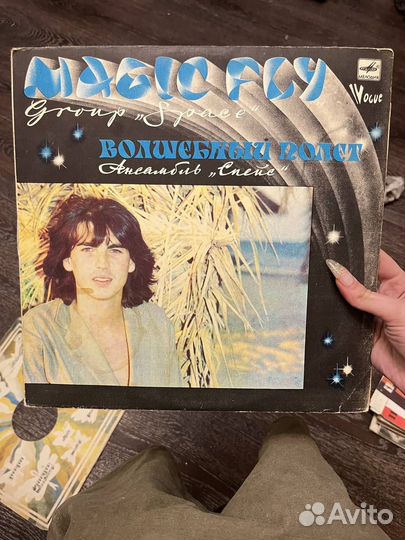 MAGIC FLY
МЕЛОДИЯ
Group „Space"
Vogue
ВОЛШЕБНЫЙ ПОЛЕТ
Ансамбль „Спейс"
Avito